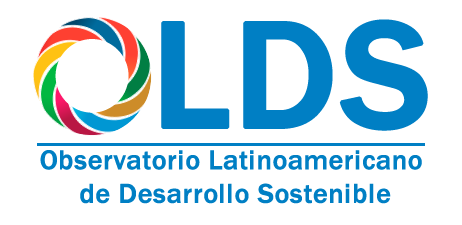 OLDS
Observatorio Latinoamericano
de Desarrollo Sostenible